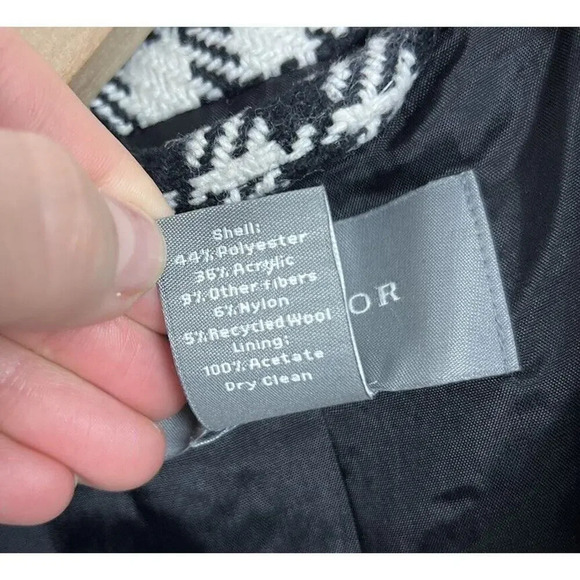 Shell:
44% Polyester
36% Acrylic
9% Other fibers
6% Nylon
5% Recycled Wool
Lining:
100% Acetate
Dry Clean
OR